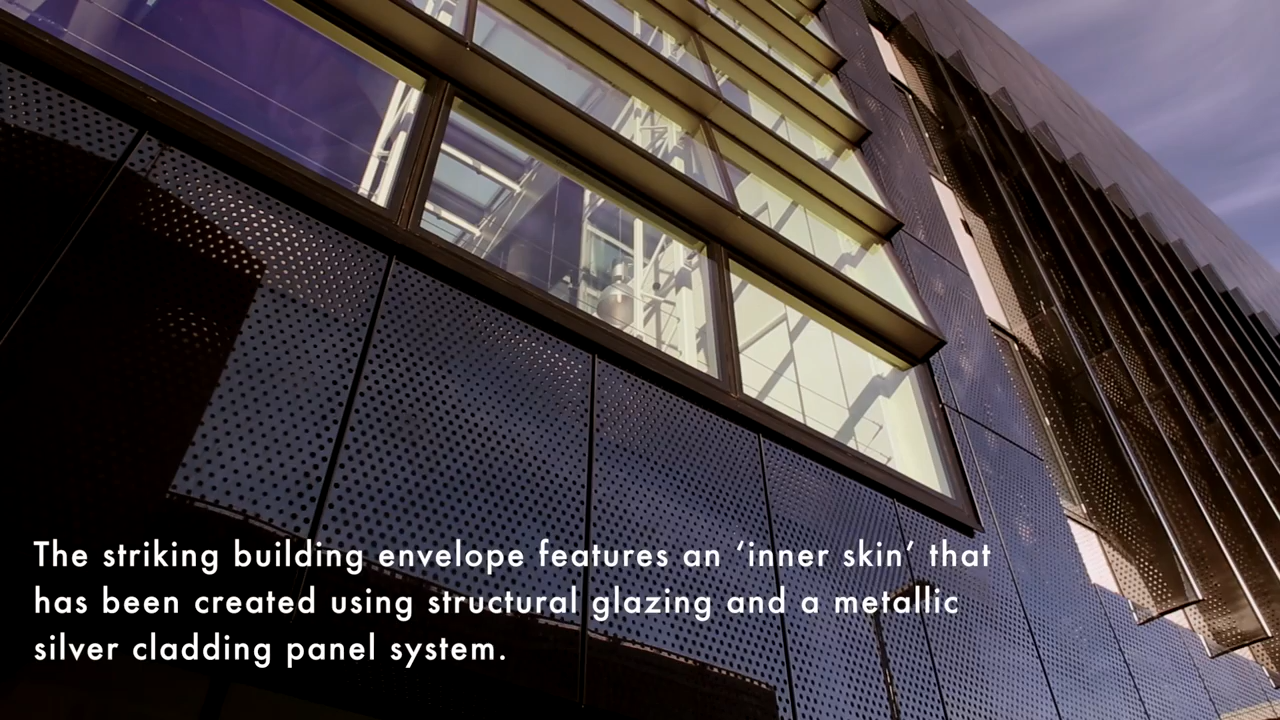 The striking building envelope features an ‘inner skin’ that
has been created using structural glazing and a metallic
silver cladding panel system.